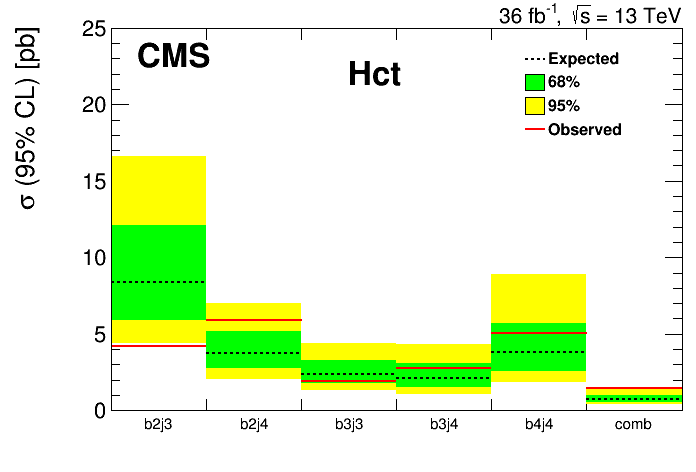 36 fb-1, √s = 13 TeV
CMS
Hct
Expected
68%
95%
Observed
σ (95% CL) [pb]
25
20
15
10
5
0
b2j3 b2j4 b3j3 b3j4 b4j4 comb